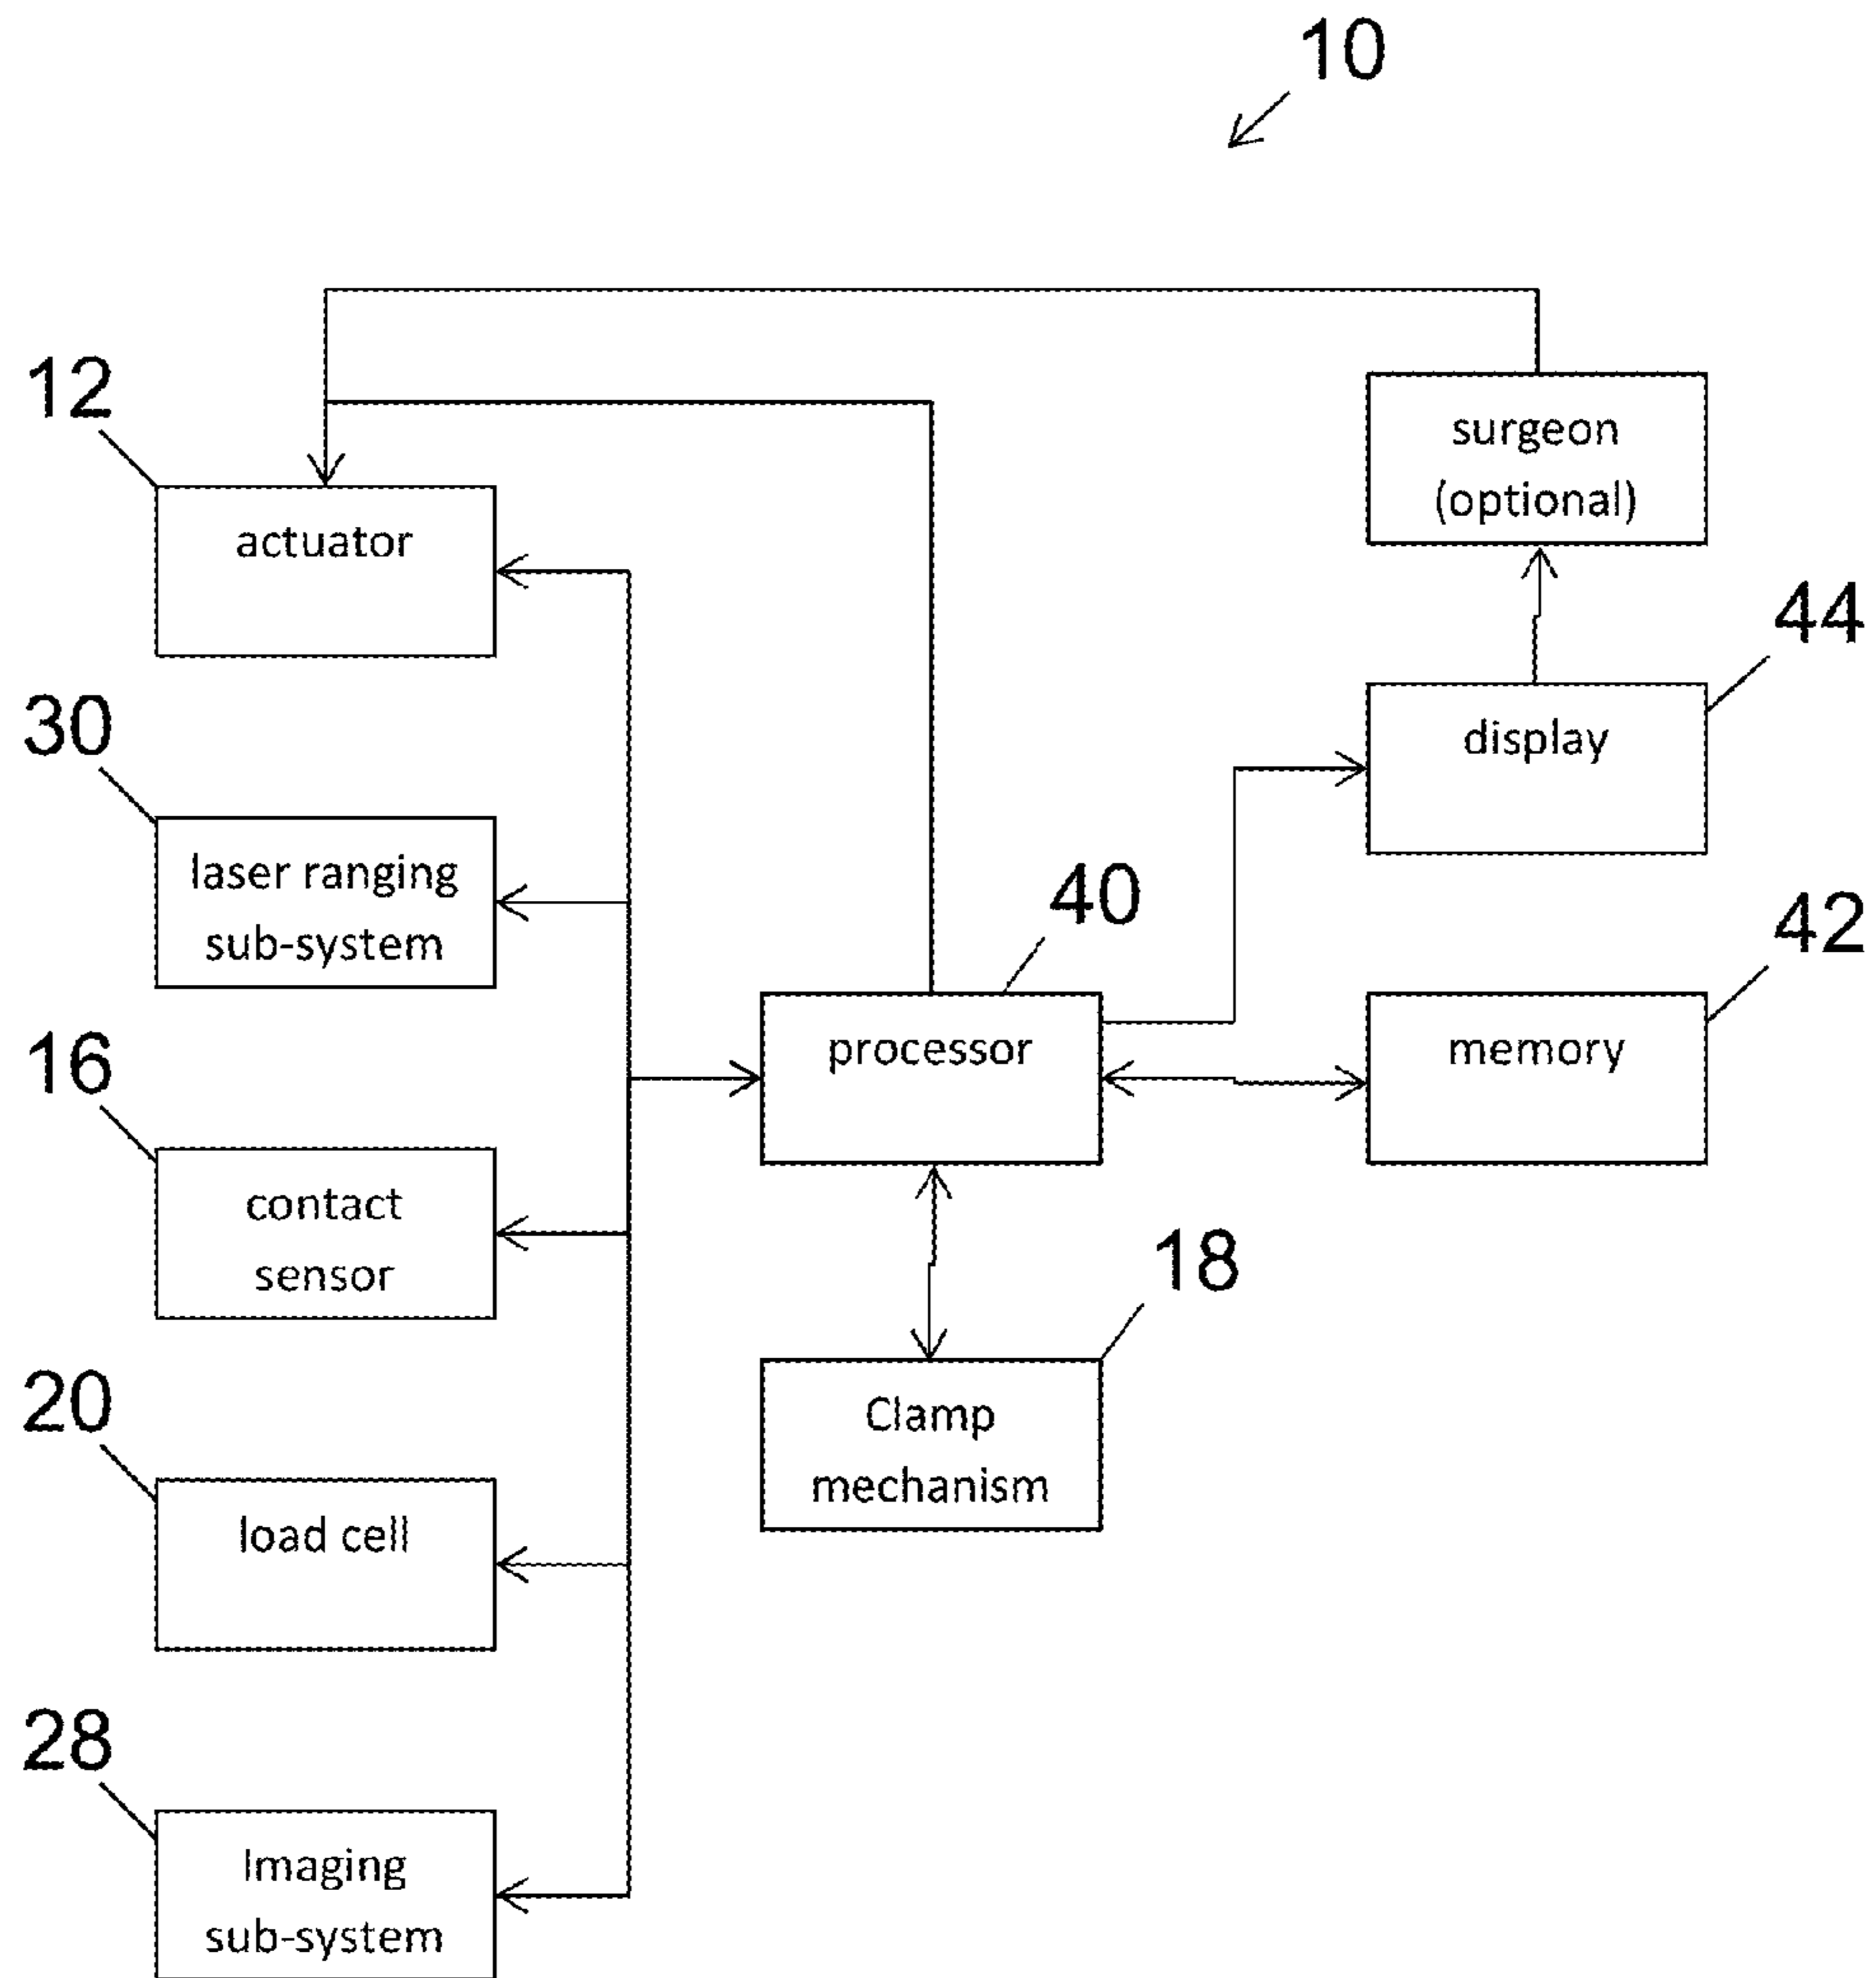 10
12
actuator
surgeon
(optional)
44
display
30
laser ranging
sub-system
40
processor
42
memory
16
contact
sensor
18
Clamp
mechanism
20
load cell
28
Imaging
sub-system